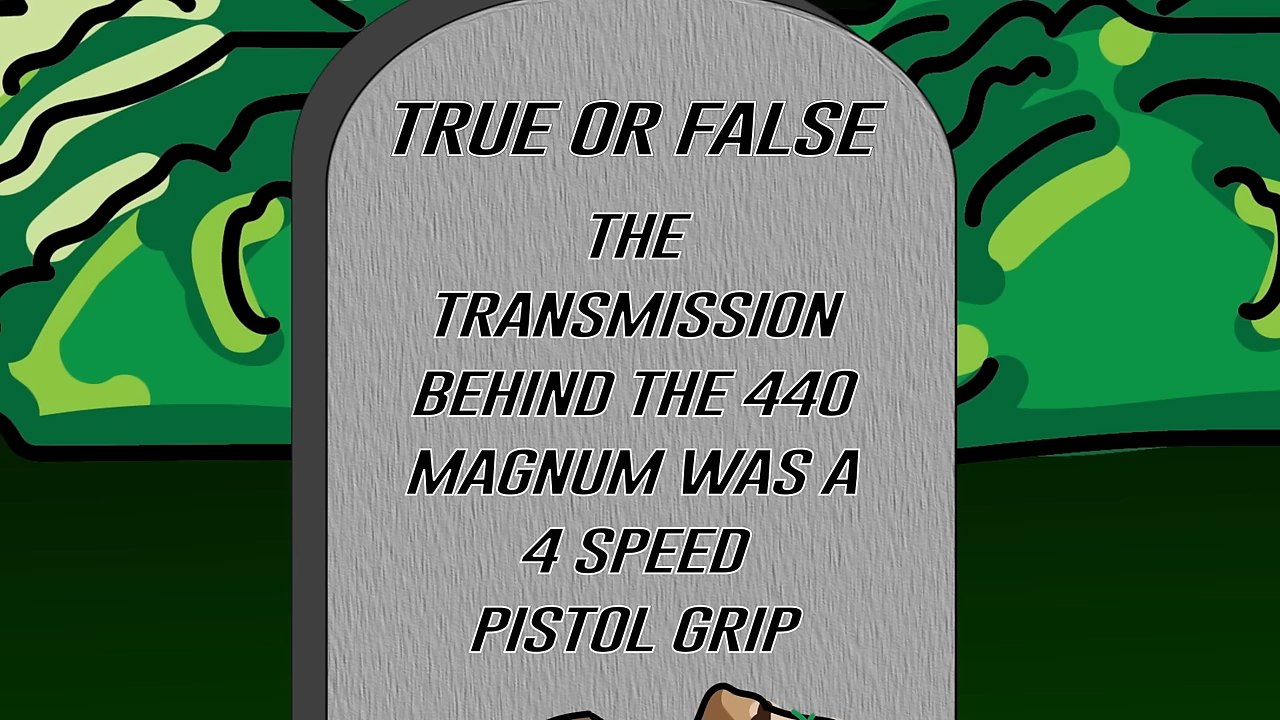 TRUE OR FALSE
THE
TRANSMISSION
BEHIND THE 440
MAGNUM WAS A
4 SPEED
PISTOL GRIP